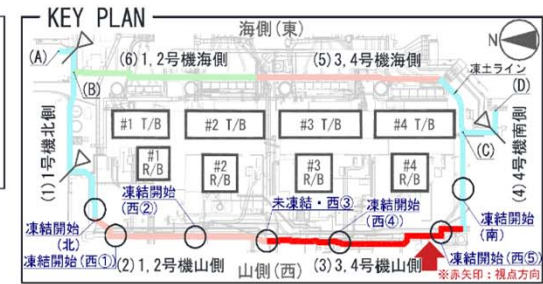 KEY PLAN
海側(東)
N
(A)
(6)1,2号機海側
(5)3,4号機海側
凍土ライン
(D)
(B)
#1 T/B
#2 T/B
#3 T/B
#4 T/B
(C)
(1)1号機北側
(4)4号機南側
#1
R/B
#2
R/B
#3
R/B
#4
R/B
凍結開始
(西②)
未凍結・西③
凍結開始
(西④)
凍結開始
(北)
凍結開始
(南)
凍結開始(西①)
(2)1,2号機山側
山側(西)
(3)3,4号機山側
凍結開始(西⑤)
※赤矢印:視点方向